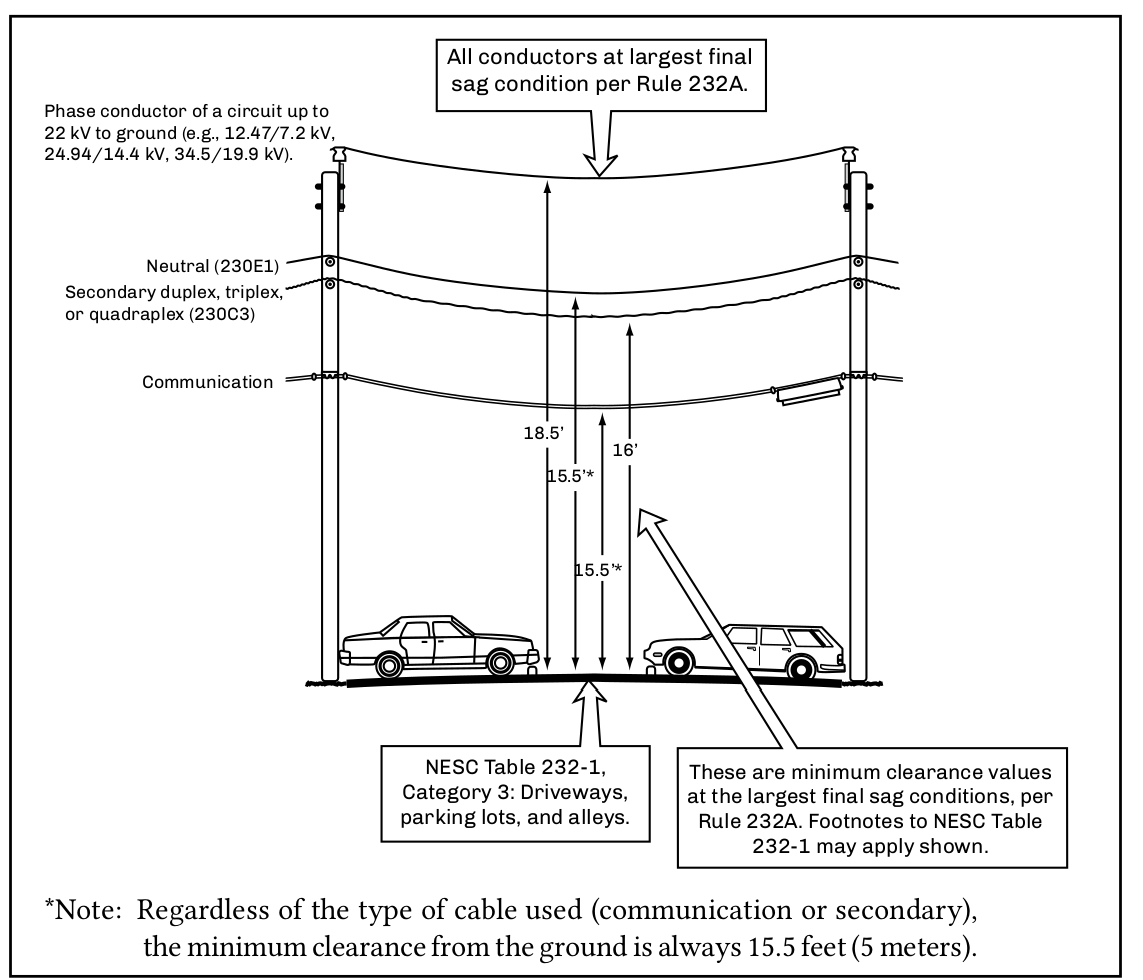 All conductors at largest final
sag condition per Rule 232A.
Phase conductor of a circuit up to
22 kV to ground (e.g., 12.47/7.2 kV,
24.94/14.4 kV, 34.5/19.9 kV).
Neutral (230E1)
Secondary duplex, triplex,
or quadraplex (230C3)
Communication
18.5’
16’
15.5’*
15.5’*
NESC Table 232-1,
Category 3: Driveways,
parking lots, and alleys.
These are minimum clearance values
at the largest final sag conditions, per
Rule 232A. Footnotes to NESC Table
232-1 may apply shown.
*Note: Regardless of the type of cable used (communication or secondary),
the minimum clearance from the ground is always 15.5 feet (5 meters).